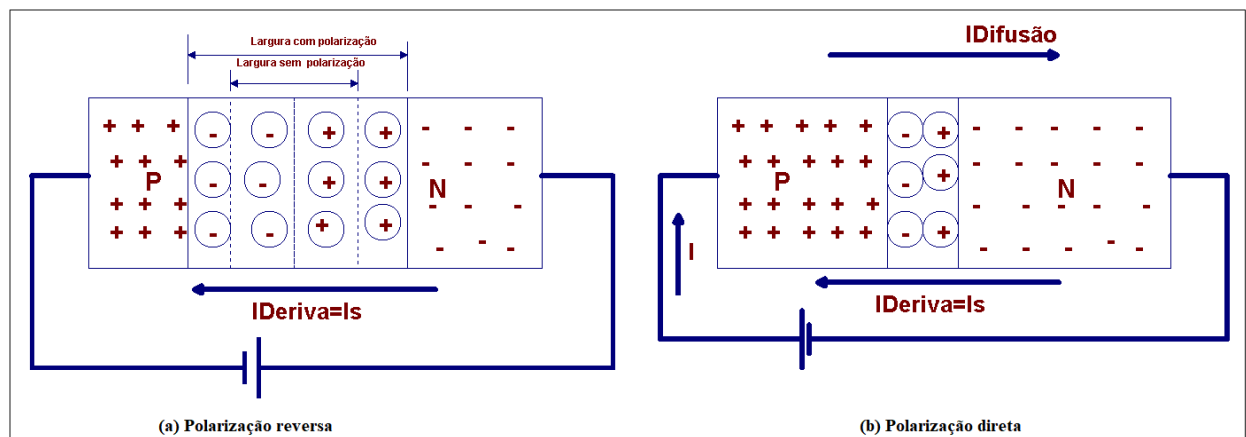 Largura com polarização
Largura sem polarização
P
N
IDeriva=Is
(a) Polarização reversa
IDifusão
P
N
I
IDeriva=Is
(b) Polarização direta